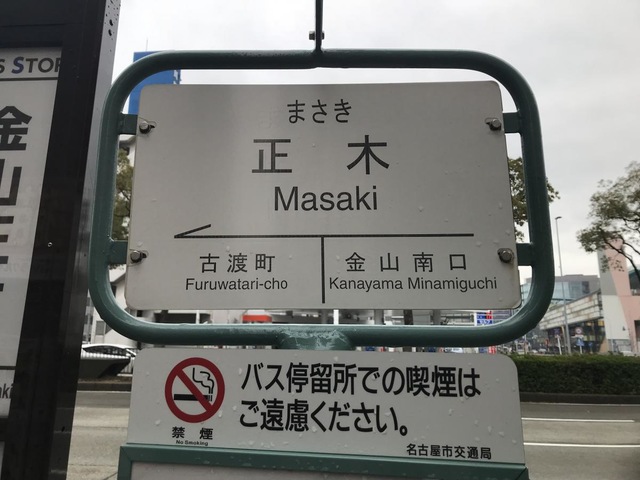 S STOP
金山
まさき
正木
Masaki
古渡町 金山南口
Furuwatari-cho Kanayama Minamiguchi
バス停留所での喫煙は
ご遠慮ください。
禁煙
No Smoking
名古屋市交通局